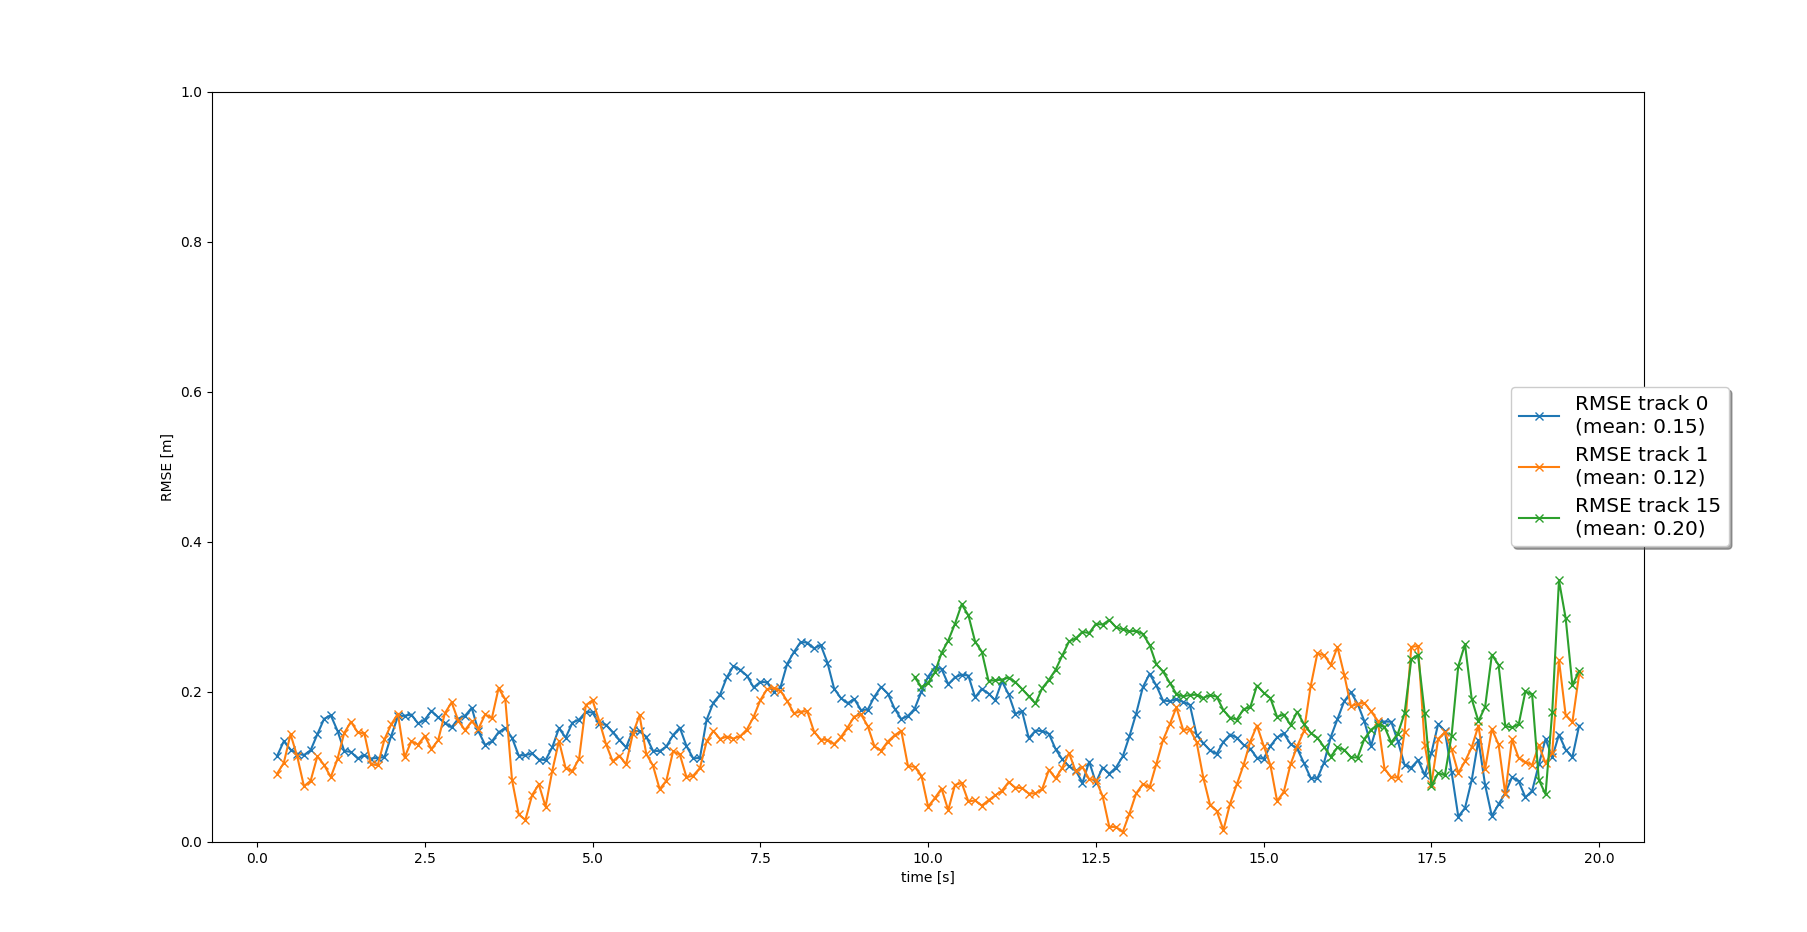 1.0
0.8
0.6
0.4
0.2
0.0
RMSE [m]
0.0 2.5 5.0 7.5 10.0 12.5 15.0 17.5 20.0
time [s]
RMSE track 0
(mean: 0.15)
RMSE track 1
(mean: 0.12)
RMSE track 15
(mean: 0.20)